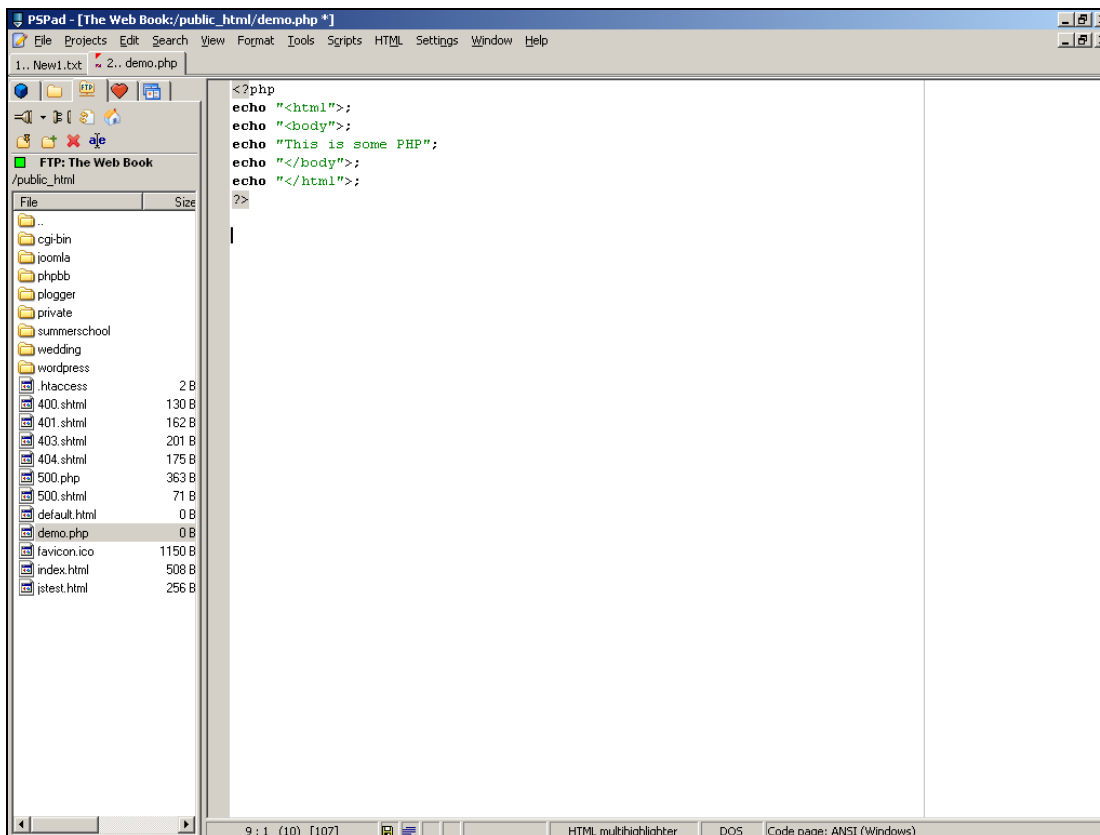 PSPad - [The Web Book:/public_html/demo.php *]
File Projects Edit Search View Format Tools Scripts HTML Settings Window Help
1.. New1.txt 2.. demo.php
FTP
FTP: The Web Book
/public_html
File Size
..
cgi-bin
joomla
phpbb
plogger
private
summerschool
wedding
wordpress
.htaccess 2 B
400.shtml 130 B
401.shtml 162 B
403.shtml 201 B
404.shtml 175 B
500.php 363 B
500.shtml 71 B
default.html 0 B
demo.php 0 B
favicon.ico 1150 B
index.html 508 B
jstest.html 256 B
<?php
echo "<html">;
echo "<body">;
echo "This is some PHP";
echo "</body">;
echo "</html">;
?>
9 : 1 (10) [107] HTML multihighlighter DOS Code page: ANSI (Windows)